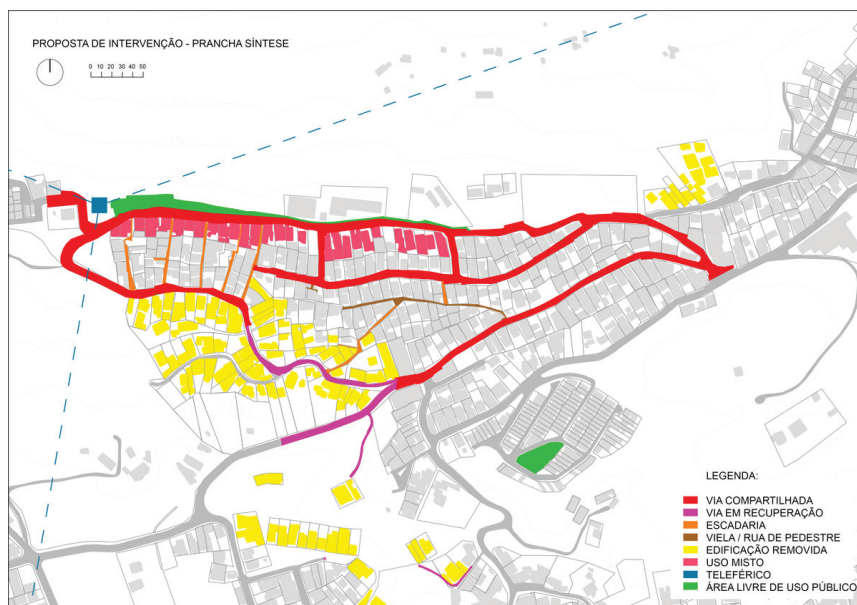 PROPOSTA DE INTERVENÇÃO - PRANCHA SÍNTESE
0 10 20 30 40 50
LEGENDA:
VIA COMPARTILHADA
VIA EM RECUPERAÇÃO
ESCADARIA
VIELA / RUA DE PEDESTRE
EDIFICAÇÃO REMOVIDA
USO MISTO
TELEFÉRICO
ÁREA LIVRE DE USO PÚBLICO